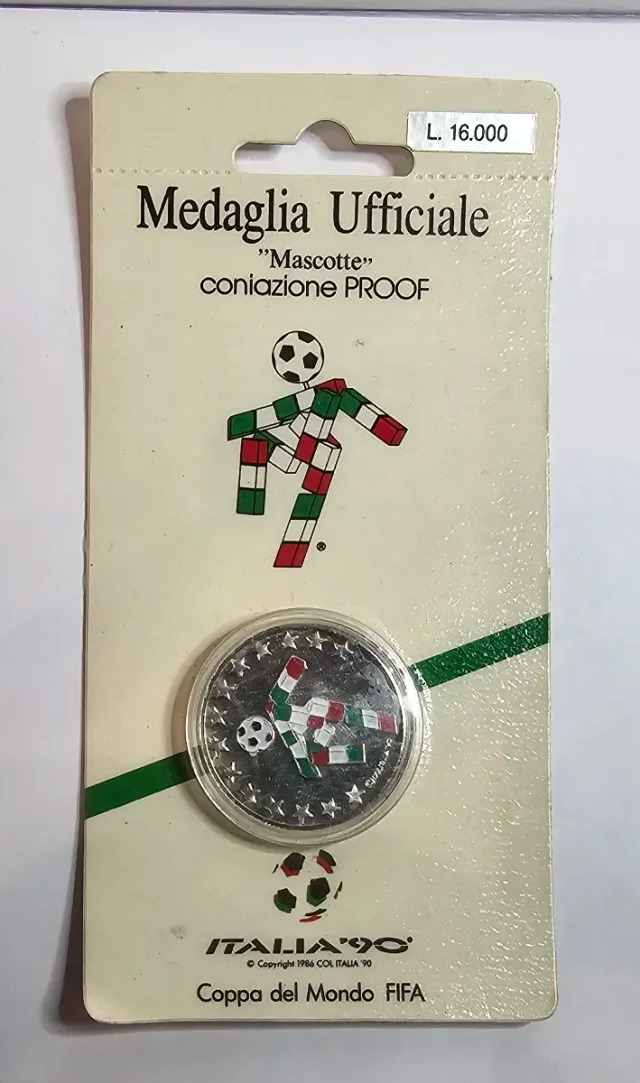 L. 16.000
Medaglia Ufficiale
"Mascotte"
coniazione PROOF
®
ITALIA'90
© Copyright 1986 COL ITALIA '90
Coppa del Mondo FIFA